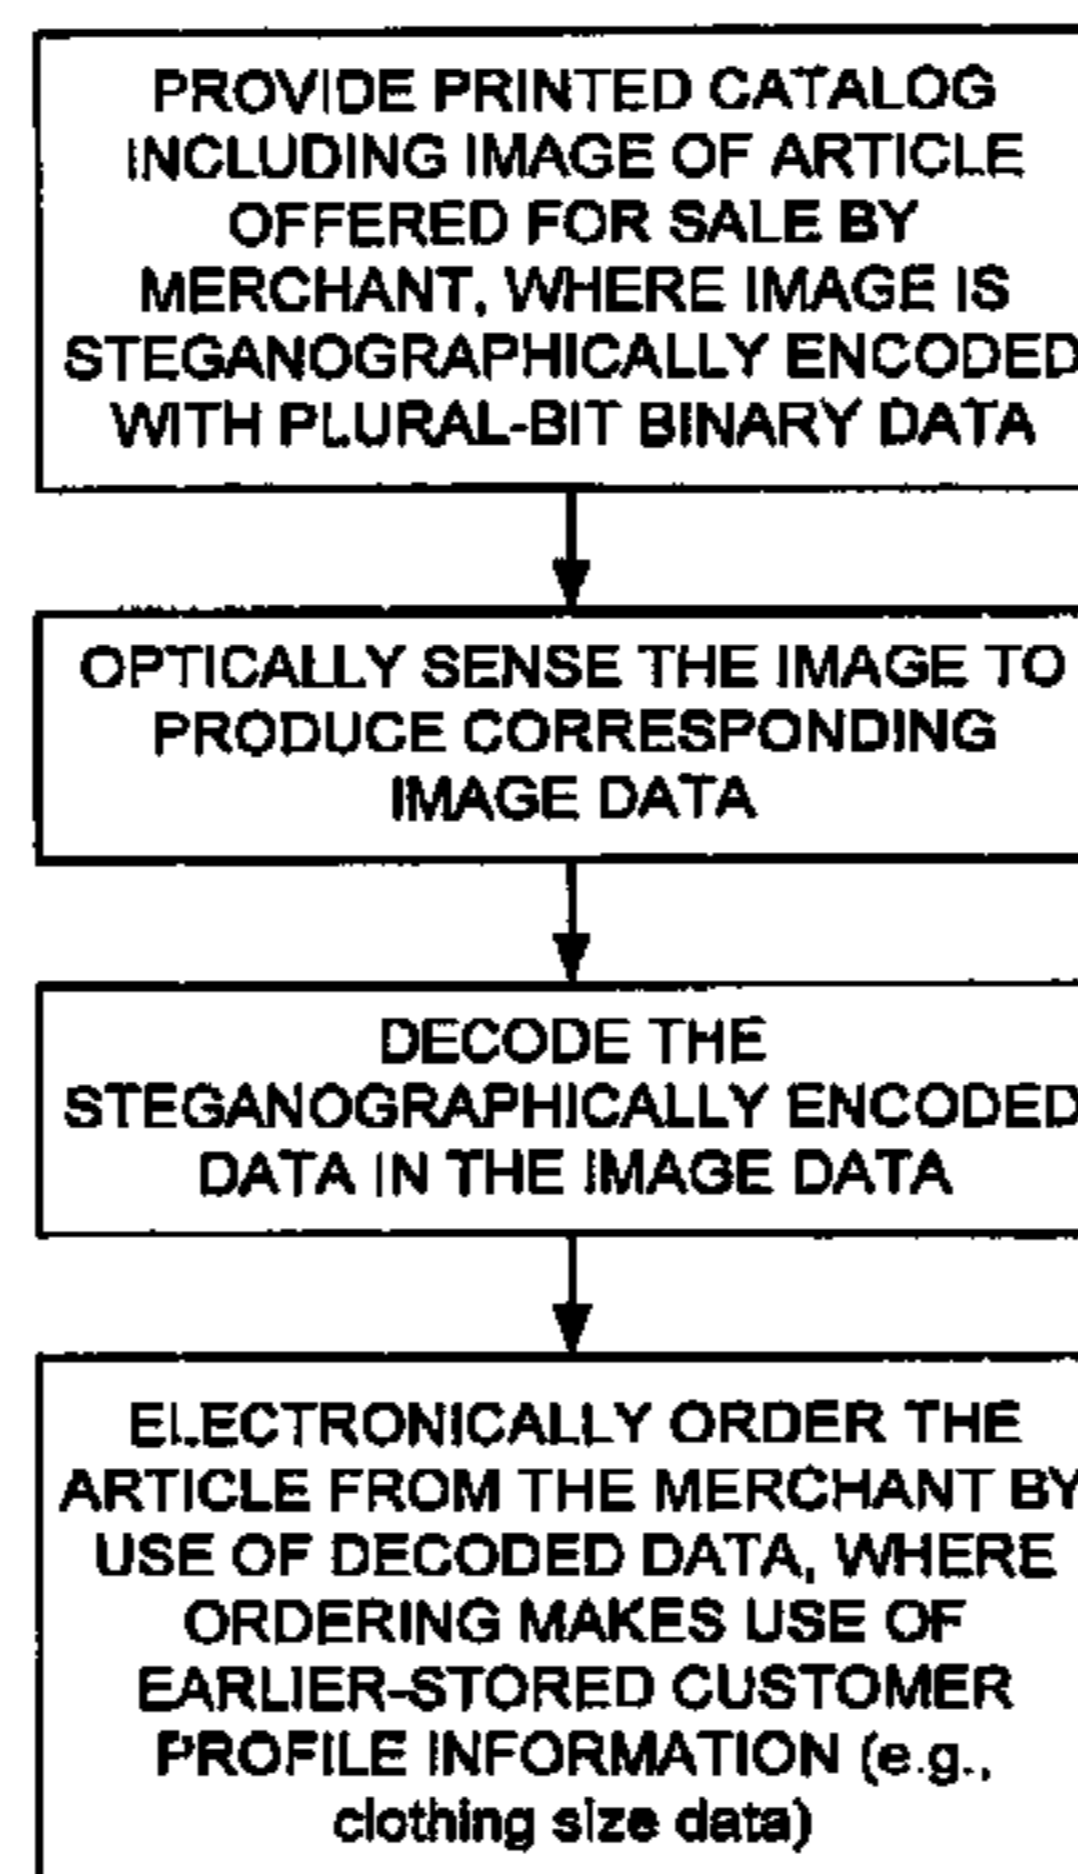 PROVIDE PRINTED CATALOG
INCLUDING IMAGE OF ARTICLE
OFFERED FOR SALE BY
MERCHANT, WHERE IMAGE IS
STEGANOGRAPHICALLY ENCODED
WITH PLURAL-BIT BINARY DATA
OPTICALLY SENSE THE IMAGE TO
PRODUCE CORRESPONDING
IMAGE DATA
DECODE THE
STEGANOGRAPHICALLY ENCODED
DATA IN THE IMAGE DATA
ELECTRONICALLY ORDER THE
ARTICLE FROM THE MERCHANT BY
USE OF DECODED DATA, WHERE
ORDERING MAKES USE OF
EARLIER-STORED CUSTOMER
PROFILE INFORMATION (e.g.,
clothing size data)